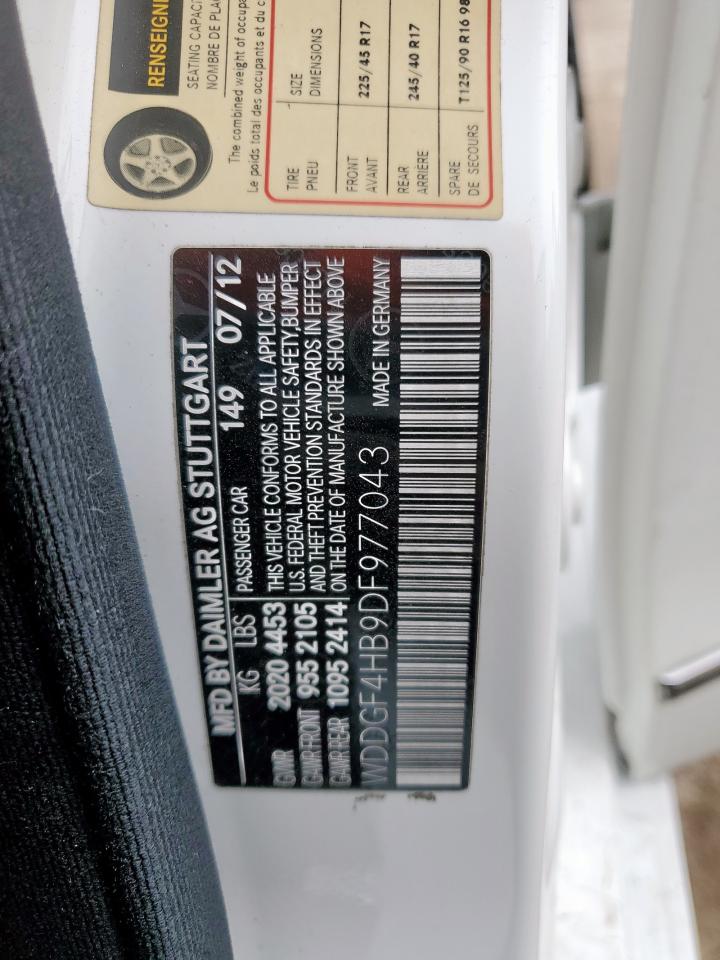 RENSEIGNE
SEATING CAPACI
NOMBRE DE PLA
The combined weight of occupa
Le poids total des occupants et du c
TIRE SIZE
PNEU DIMENSIONS
FRONT 225/45 R17
AVANT
REAR 245/40 R17
ARRIÈRE
SPARE T125/90 R16 98
DE SECOURS
MFD BY DAIMLER AG STUTTGART
KG LBS PASSENGER CAR 149 07/12
GVWR 2020 4453 THIS VEHICLE CONFORMS TO ALL APPLICABLE
GAWR FRONT 955 2105 U.S. FEDERAL MOTOR VEHICLE SAFETY,BUMPER
GAWR REAR 1095 2414 AND THEFT PREVENTION STANDARDS IN EFFECT
ON THE DATE OF MANUFACTURE SHOWN ABOVE
WDDGF4HB9DF977043 MADE IN GERMANY